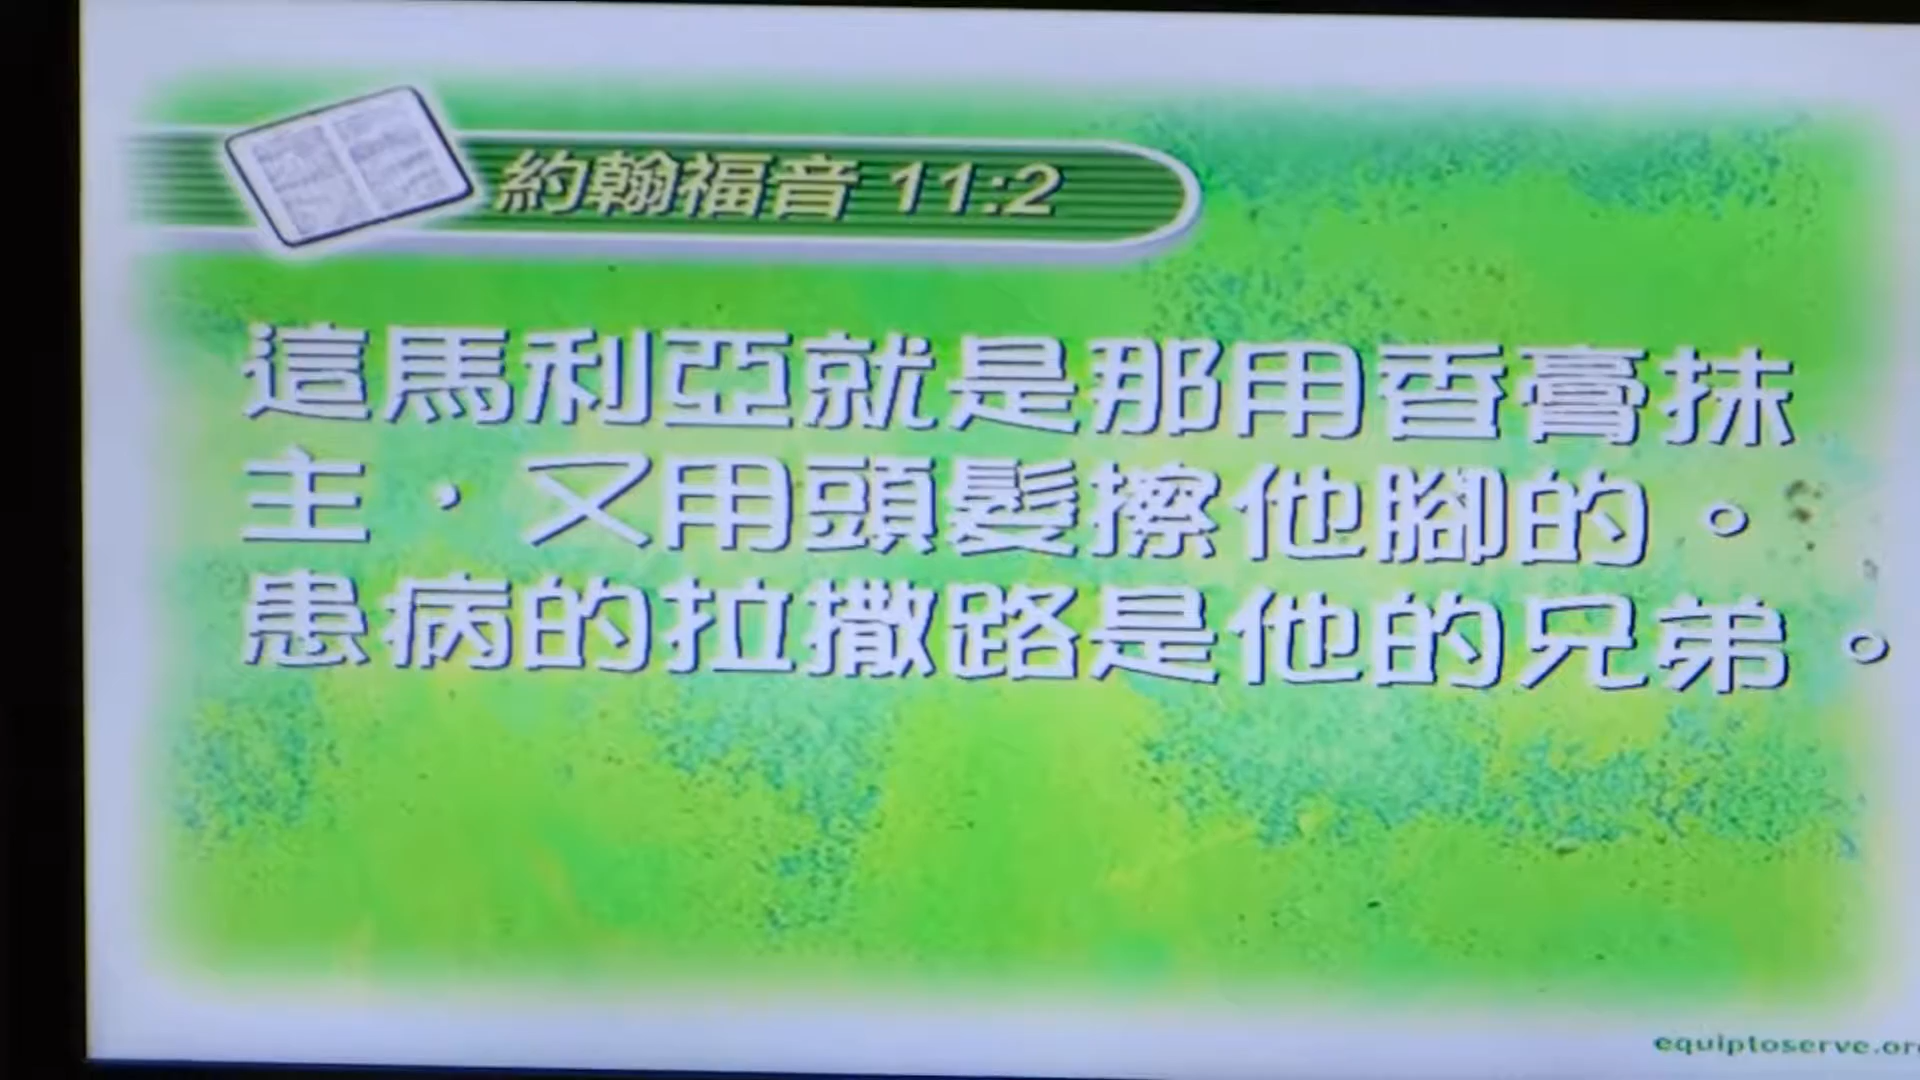 約翰福音 11:2
這馬利亞就是那用香膏抹
主．又用頭髮擦他腳的。
患病的拉撒路是他的兄弟。
equiptoserve.org